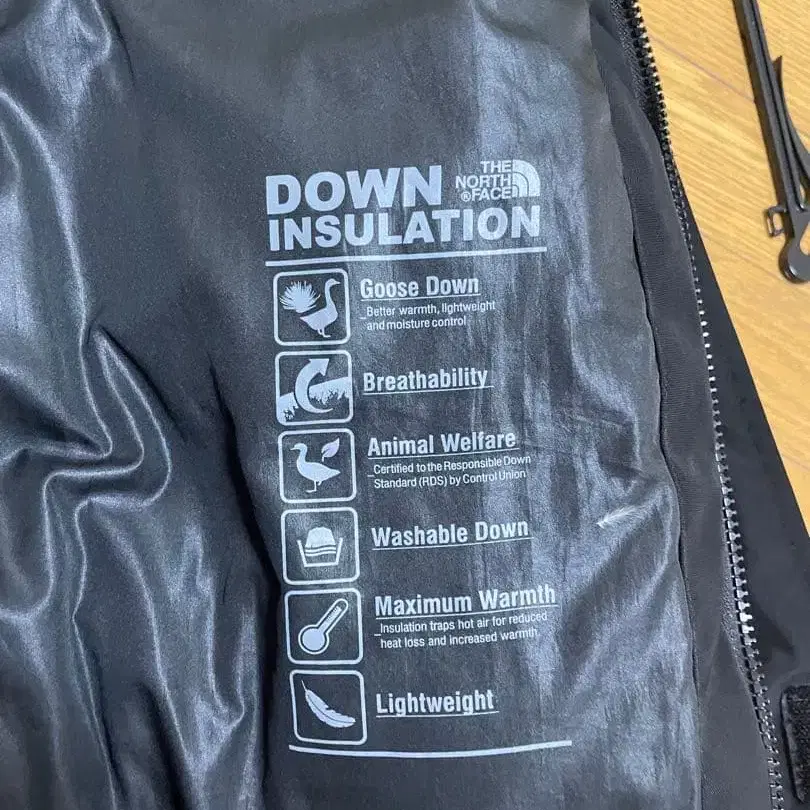 DOWN
THE
NORTH
®FACE
INSULATION
Goose Down
Better warmth, lightweight
and moisture control
Breathability
Animal Welfare
Certified to the Responsible Down
Standard (RDS) by Control Union
Washable Down
Maximum Warmth
Insulation traps hot air for reduced
heat loss and increased warmth.
Lightweight